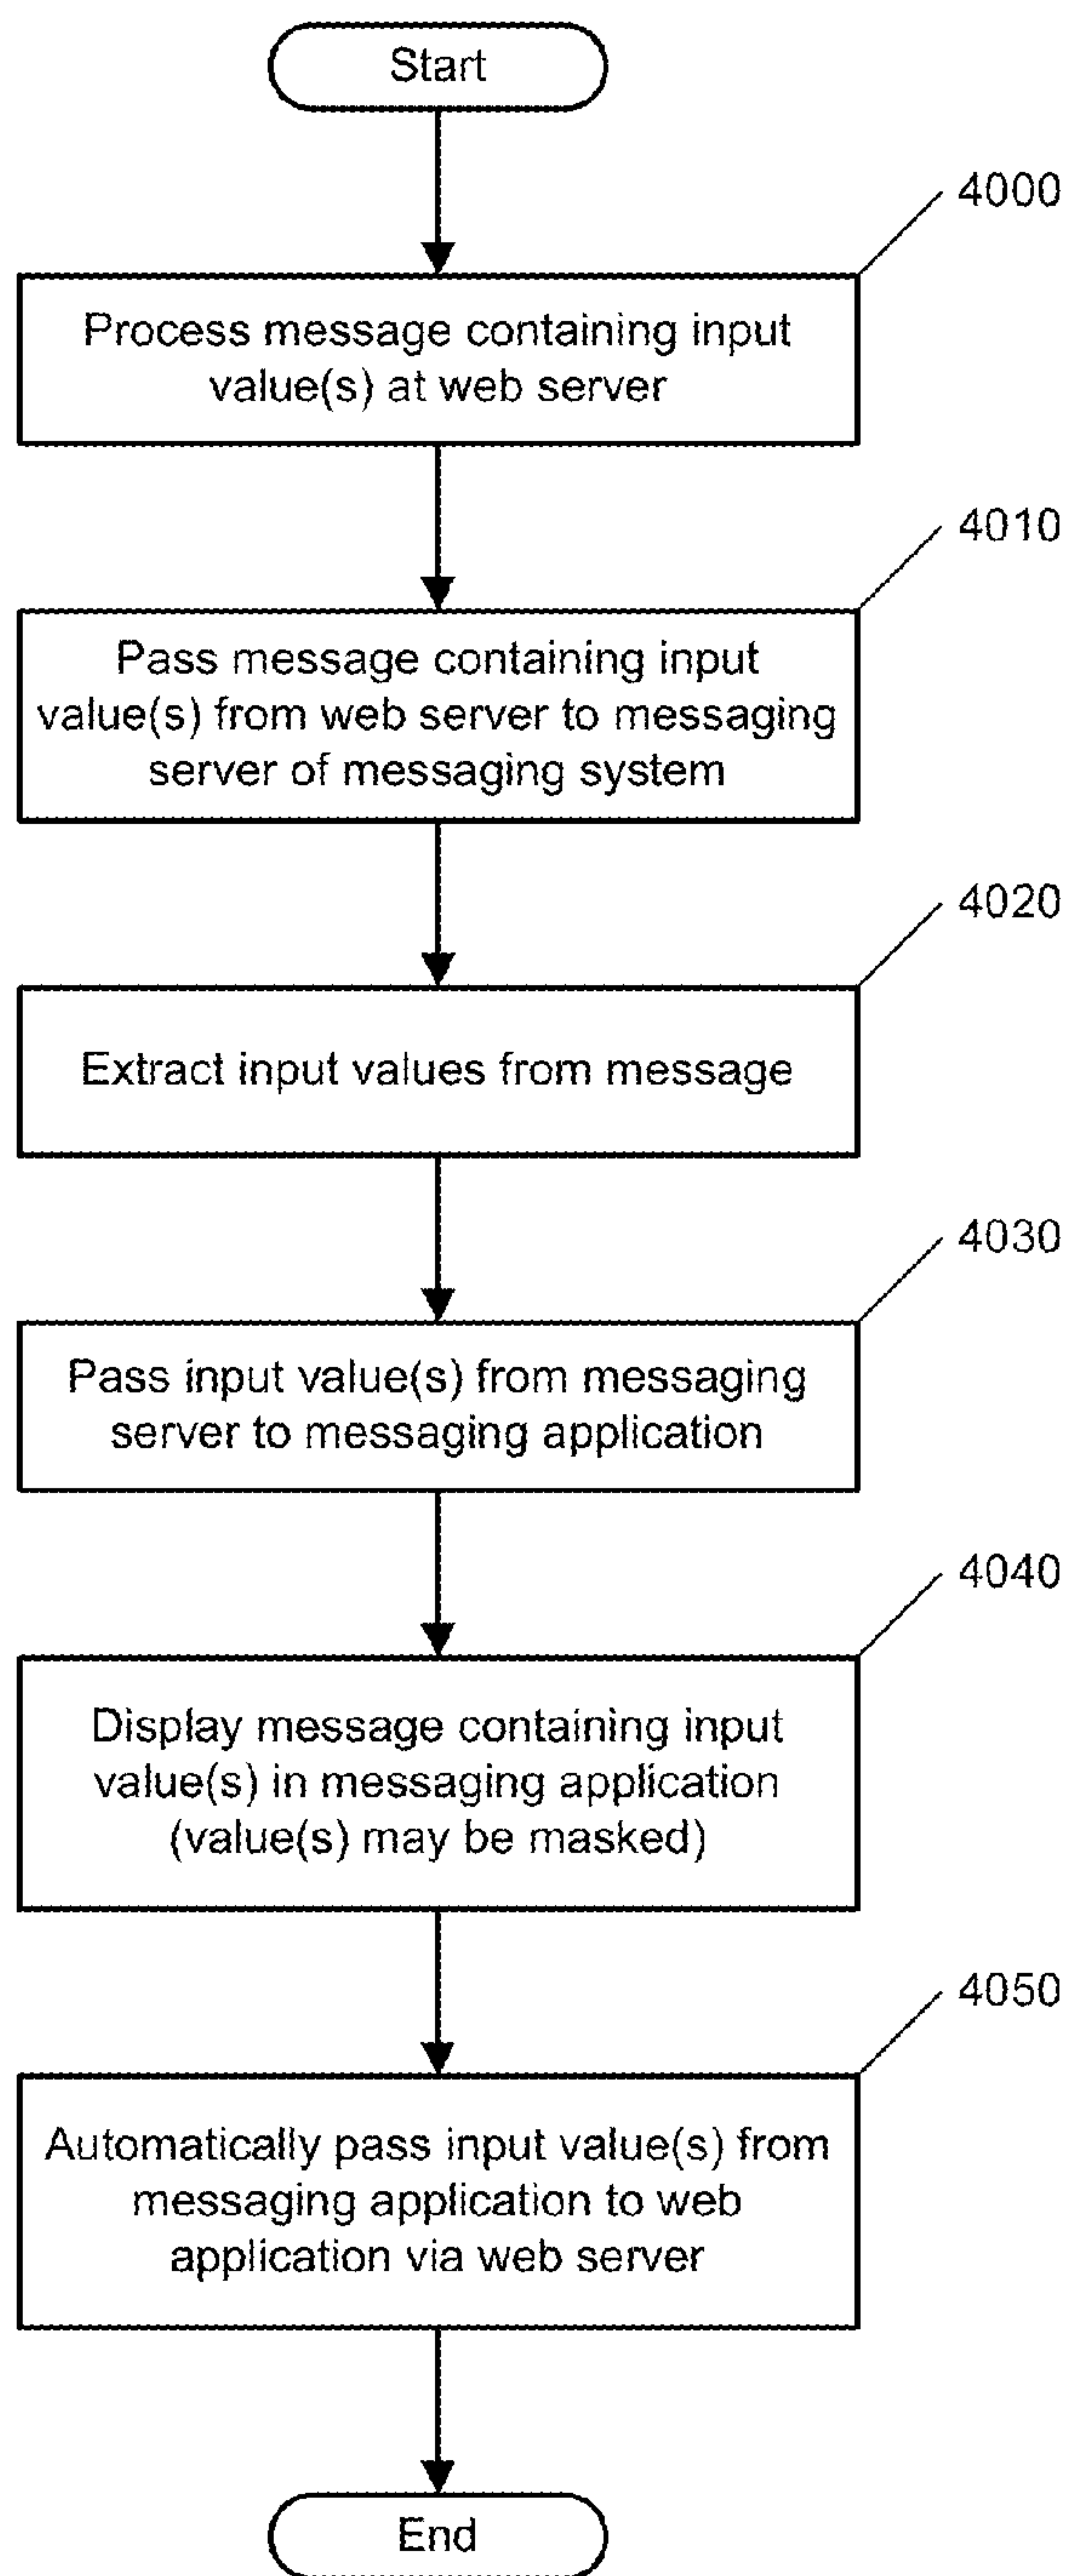 Start
4000
Process message containing input
value(s) at web server
4010
Pass message containing input
value(s) from web server to messaging
server of messaging system
4020
Extract input values from message
4030
Pass input value(s) from messaging
server to messaging application
4040
Display message containing input
value(s) in messaging application
(value(s) may be masked)
4050
Automatically pass input value(s) from
messaging application to web
application via web server
End